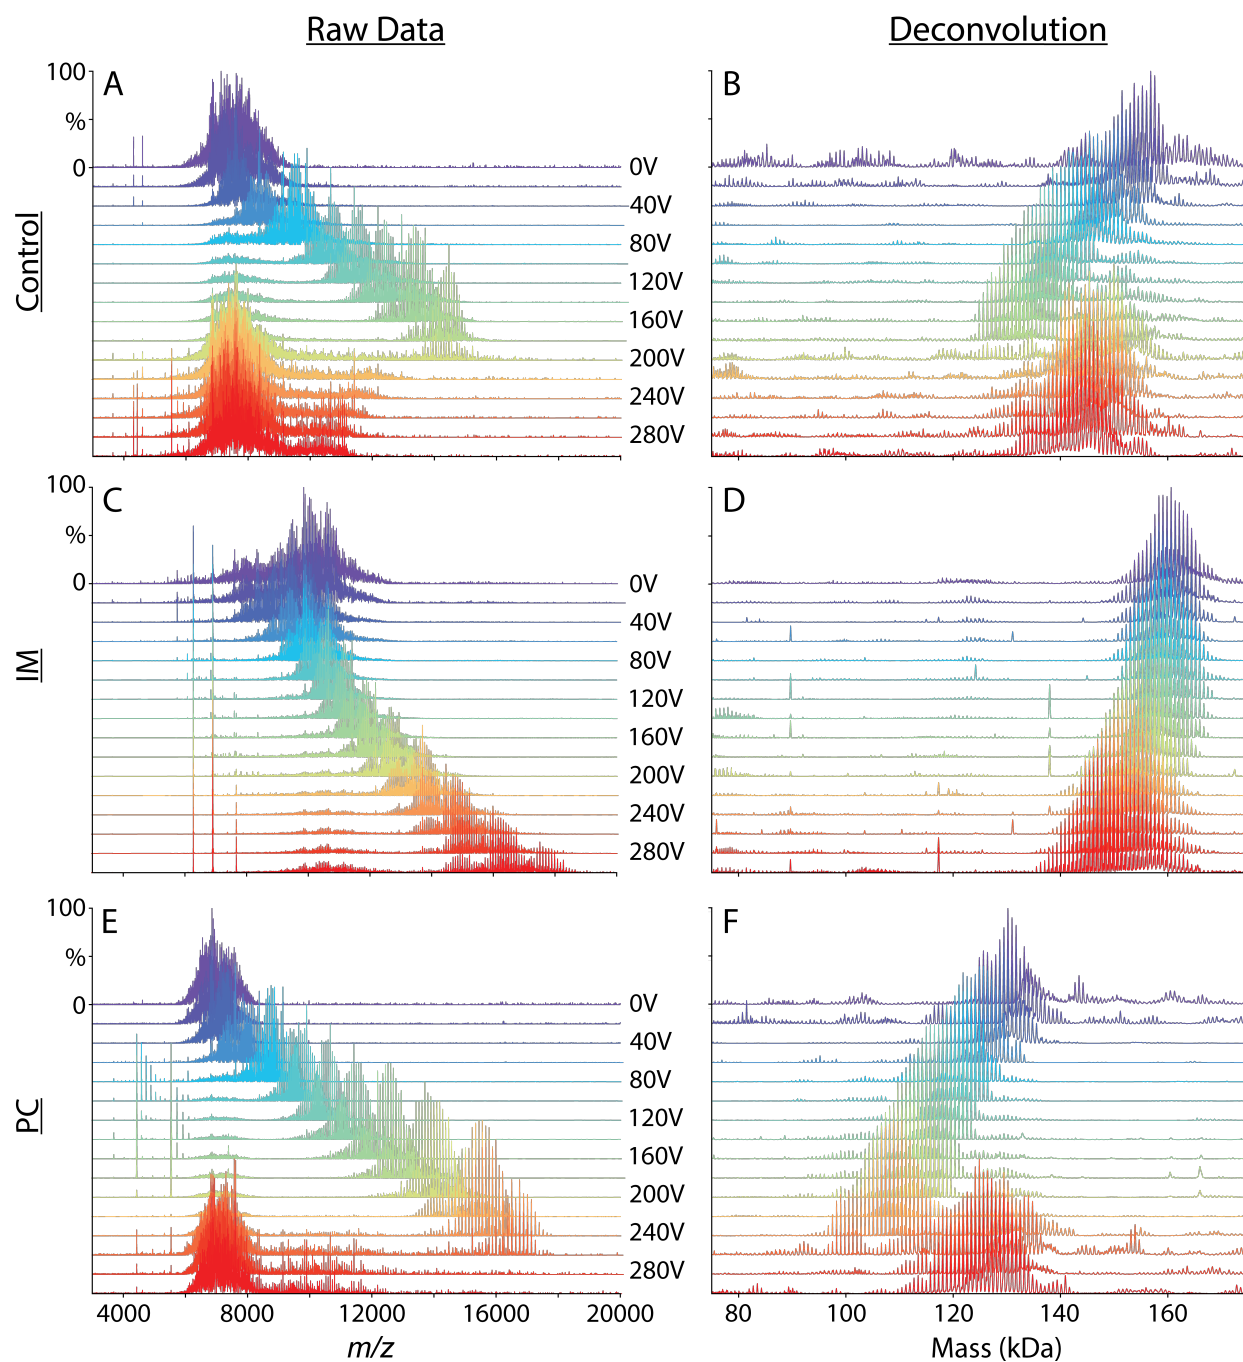 Raw Data
Deconvolution
Control
A
100
%
0
0V
40V
80V
120V
160V
200V
240V
280V
B
IM
C
100
%
0
0V
40V
80V
120V
160V
200V
240V
280V
D
PC
E
100
%
0
0V
40V
80V
120V
160V
200V
240V
280V
F
4000 8000 12000 16000 20000
m/z
80 100 120 140 160
Mass (kDa)